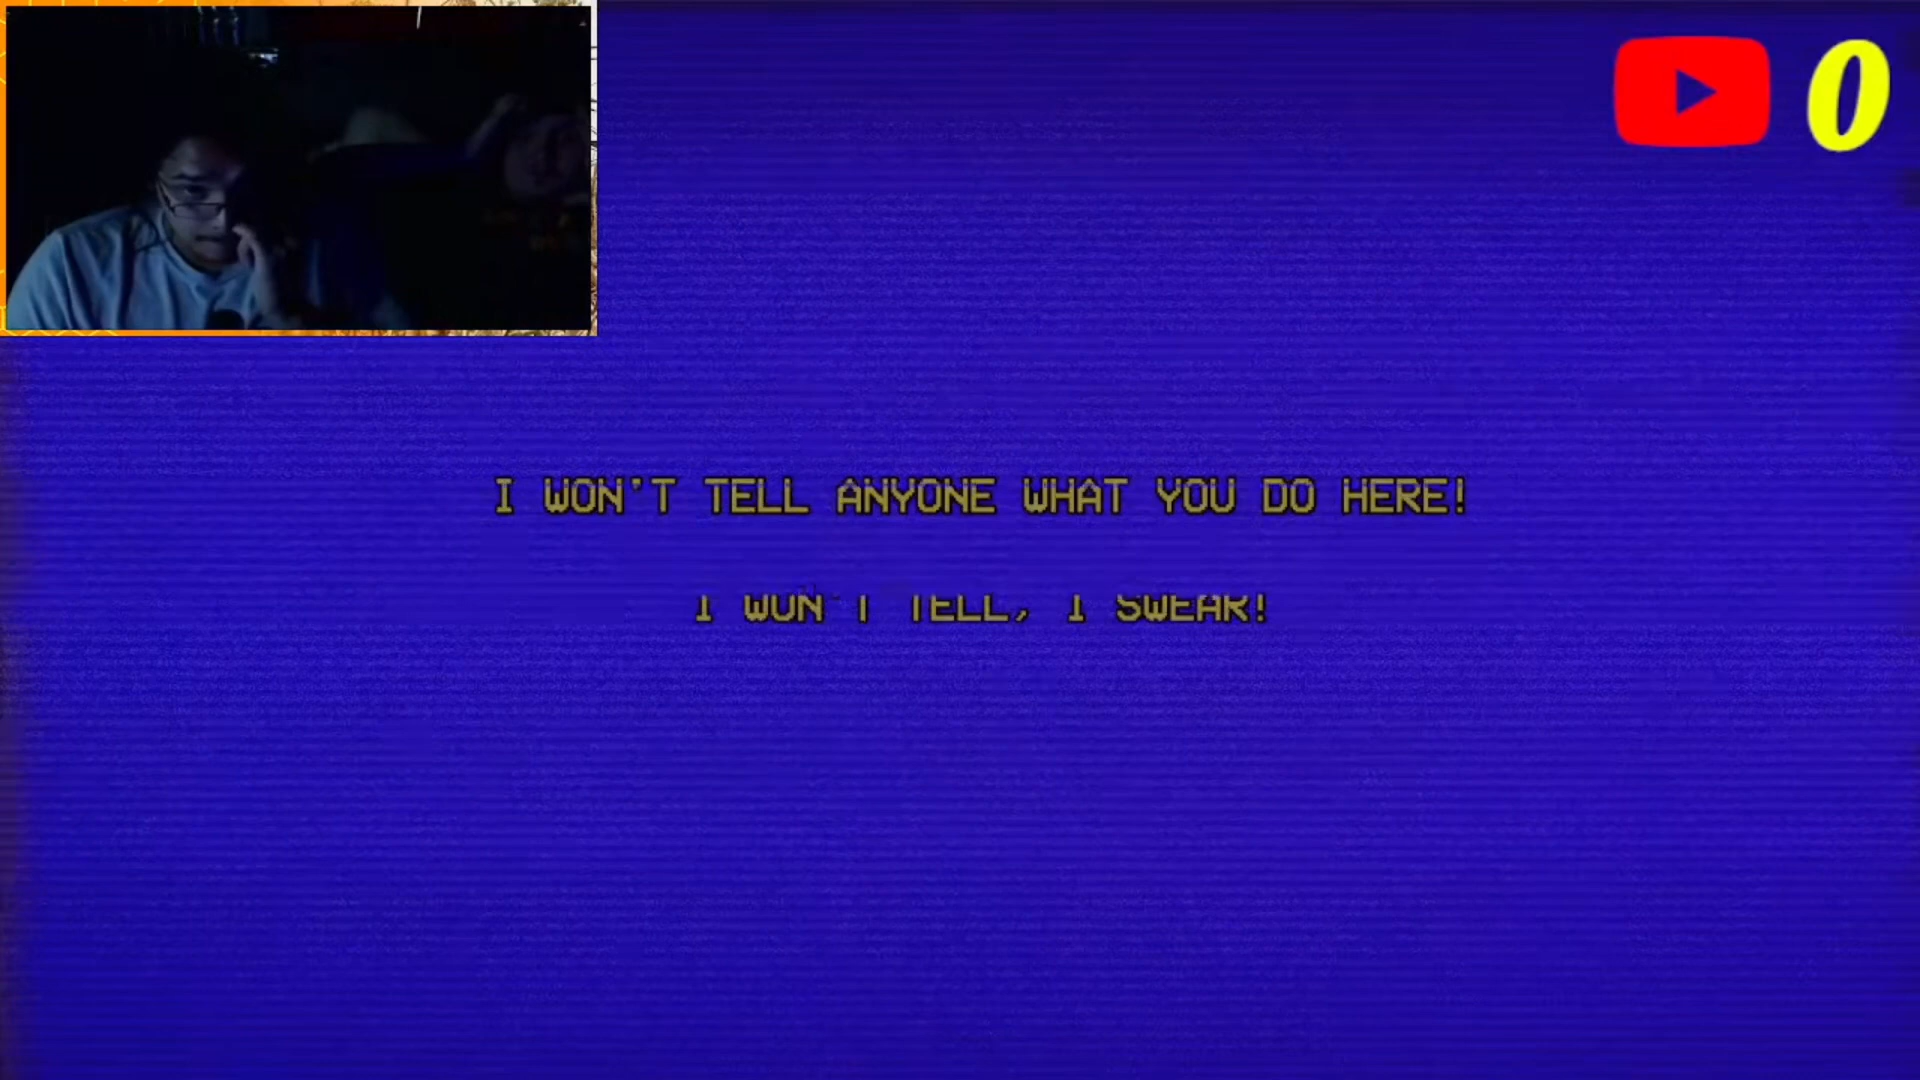 0
I WON'T TELL ANYONE WHAT YOU DO HERE!
I WON'T TELL, I SWEAR!